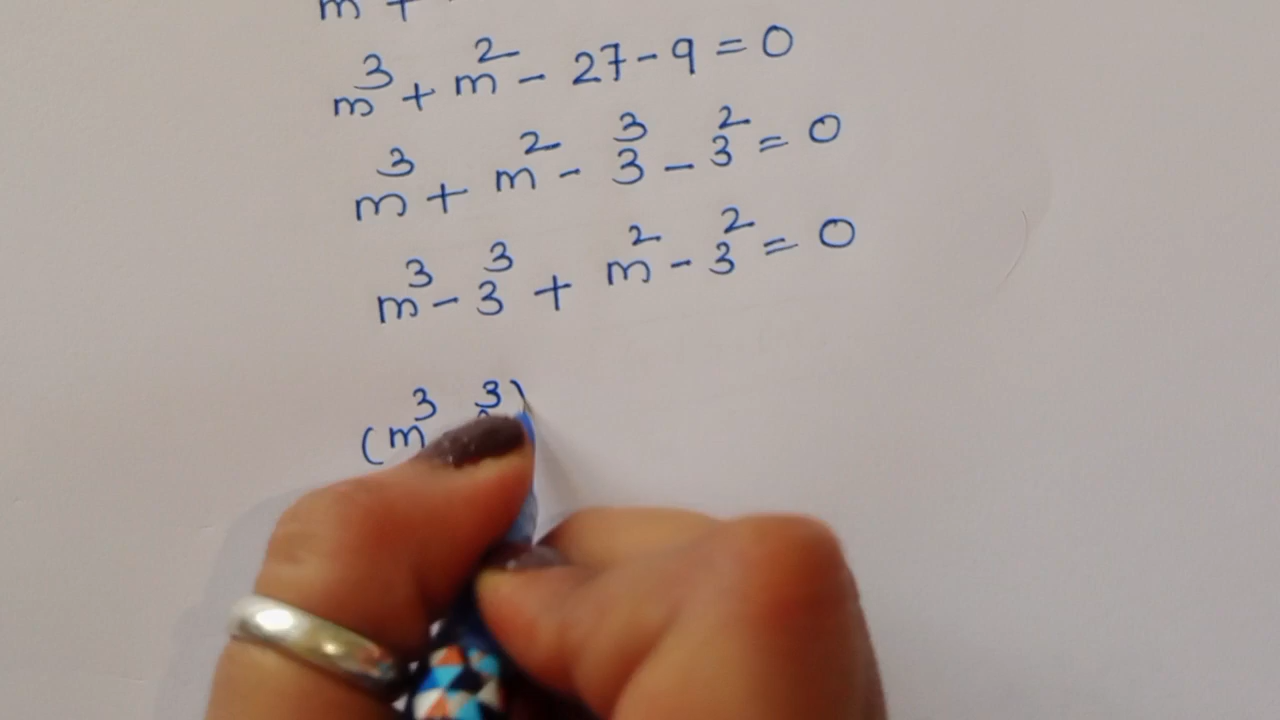 m +
m³ + m² - 27 - 9 = 0
m³ + m² - 3³ - 3² = 0
m³ - 3³ + m² - 3² = 0
(m³ 3)